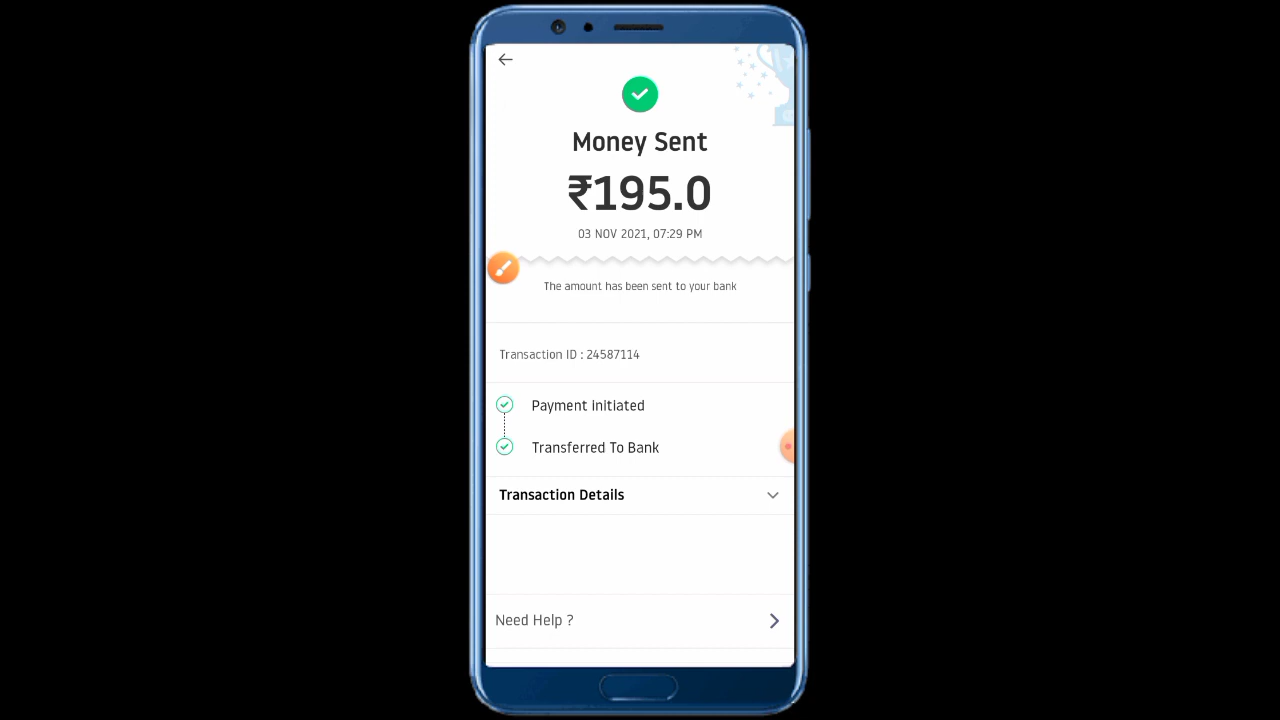 Money Sent
₹195.0
03 NOV 2021, 07:29 PM
The amount has been sent to your bank
Transaction ID : 24587114
Payment initiated
Transferred To Bank
Transaction Details
Need Help ?